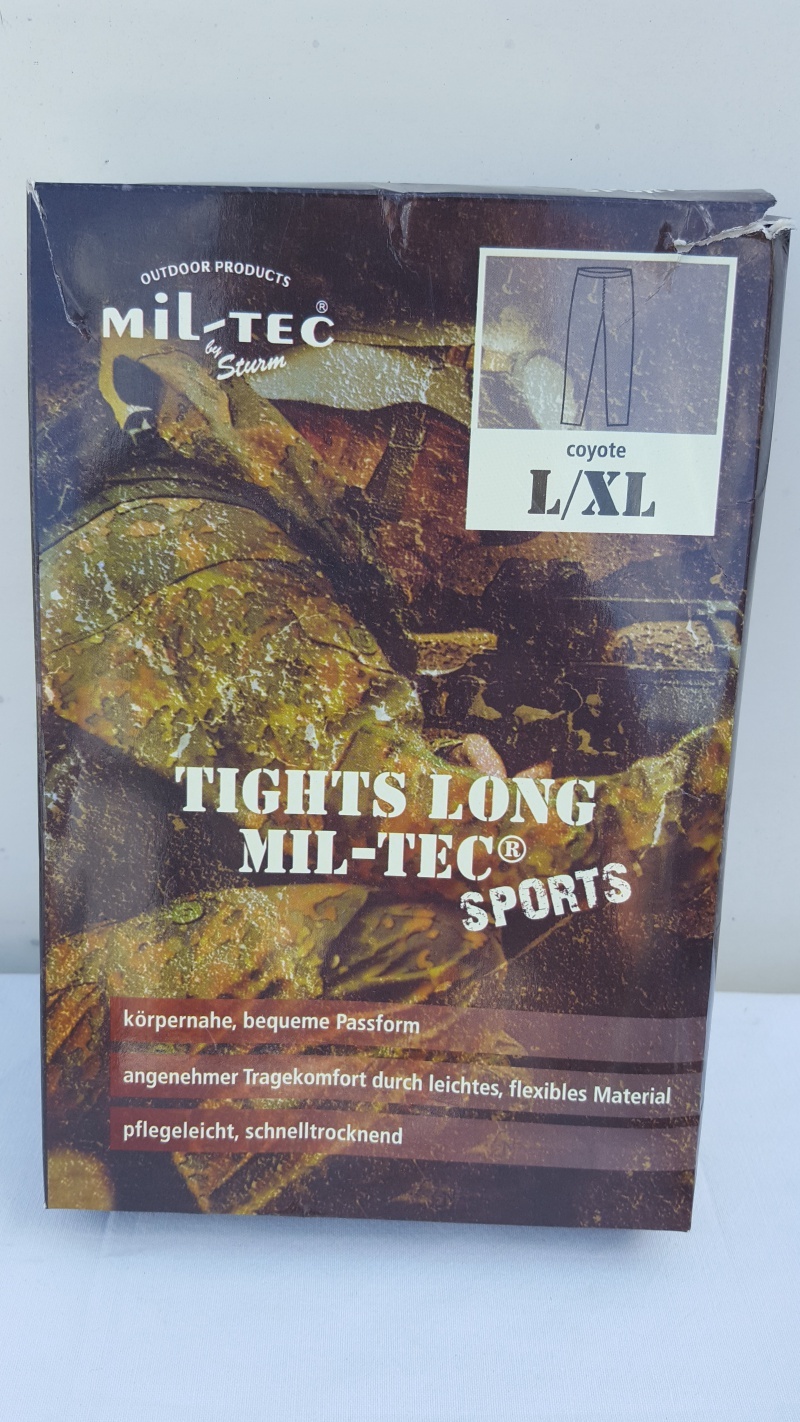 OUTDOOR PRODUCTS
MiL-TEC®
by Sturm
coyote
L/XL
TIGHTS LONG
MIL-TEC®
SPORTS
körpernahe, bequeme Passform
angenehmer Tragekomfort durch leichtes, flexibles Material
pflegeleicht, schnelltrocknend